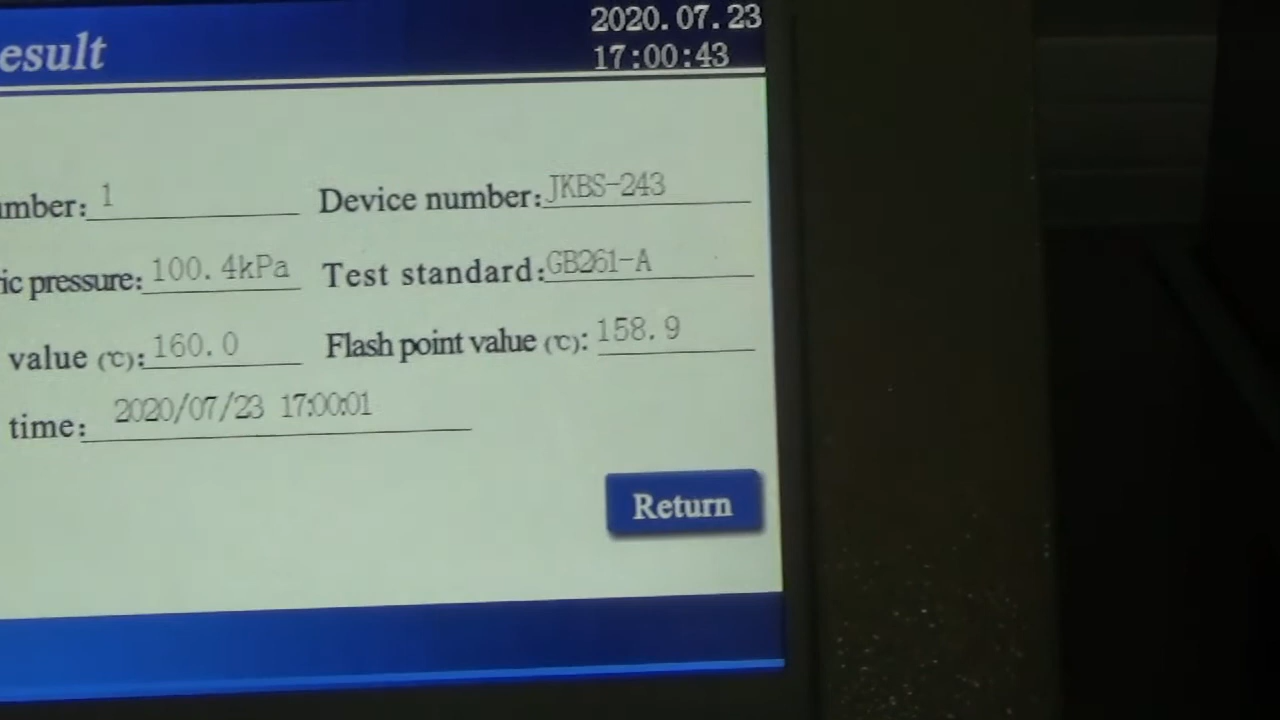 esult
2020.07.23
17:00:43
umber: 1 Device number: JKBS-243
ic pressure: 100.4kPa Test standard: GB261-A
value (℃): 160.0 Flash point value (℃): 158.9
time: 2020/07/23 17:00:01
Return